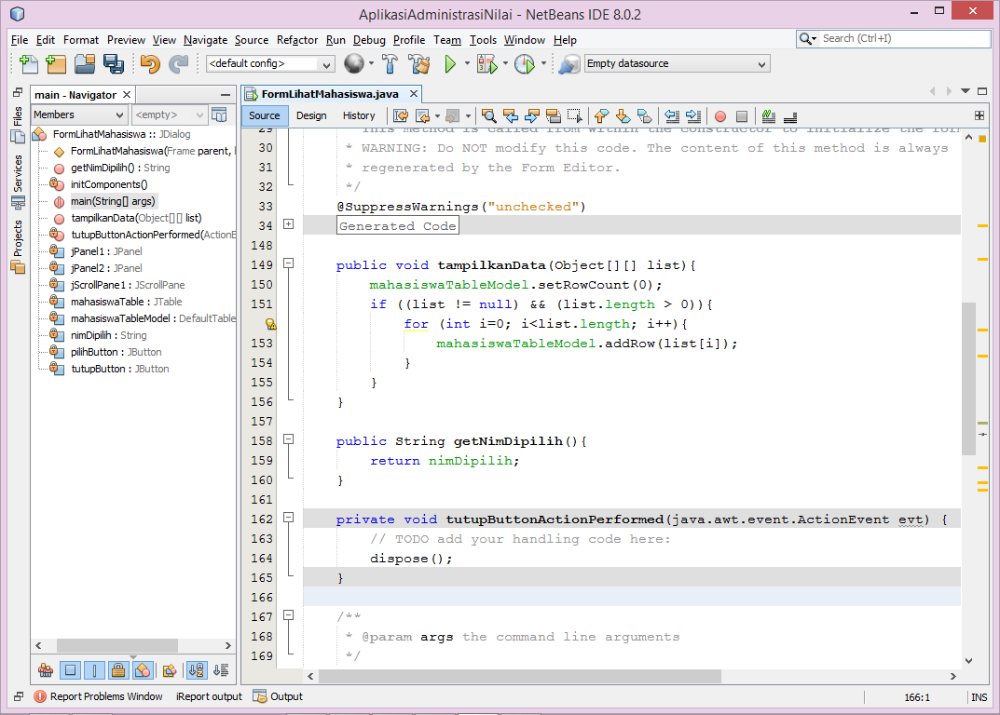 AplikasiAdministrasiNilai - NetBeans IDE 8.0.2
File Edit Format Preview View Navigate Source Refactor Run Debug Profile Team Tools Window Help
Search (Ctrl+I)
<default config>
Empty datasource
Files
Services
Projects
main - Navigator
Members
<empty>
FormLihatMahasiswa :: JDialog
FormLihatMahasiswa(Frame parent,
getNimDipilih() : String
initComponents()
main(String[] args)
tampilkanData(Object[][] list)
tutupButtonActionPerformed(ActionE
jPanel1 : JPanel
jPanel2 : JPanel
jScrollPane1 : JScrollPane
mahasiswaTable : JTable
mahasiswaTableModel : DefaultTable
nimDipilih : String
pilihButton : JButton
tutupButton : JButton
FormLihatMahasiswa.java
Source Design History
29 * This method is called from within the constructor to initialize the form
30 * WARNING: Do NOT modify this code. The content of this method is always
31 * regenerated by the Form Editor.
32 */
33 @SuppressWarnings("unchecked")
34 Generated Code
148
149 public void tampilkanData(Object[][] list){
150 mahasiswaTableModel.setRowCount(0);
151 if ((list != null) && (list.length > 0)){
for (int i=0; i<list.length; i++){
153 mahasiswaTableModel.addRow(list[i]);
154 }
155 }
156 }
157
158 public String getNimDipilih(){
159 return nimDipilih;
160 }
161
162 private void tutupButtonActionPerformed(java.awt.event.ActionEvent evt) {
163 // TODO add your handling code here:
164 dispose();
165 }
166
167 /**
168 * @param args the command line arguments
169 */
Report Problems Window iReport output Output
166:1 INS